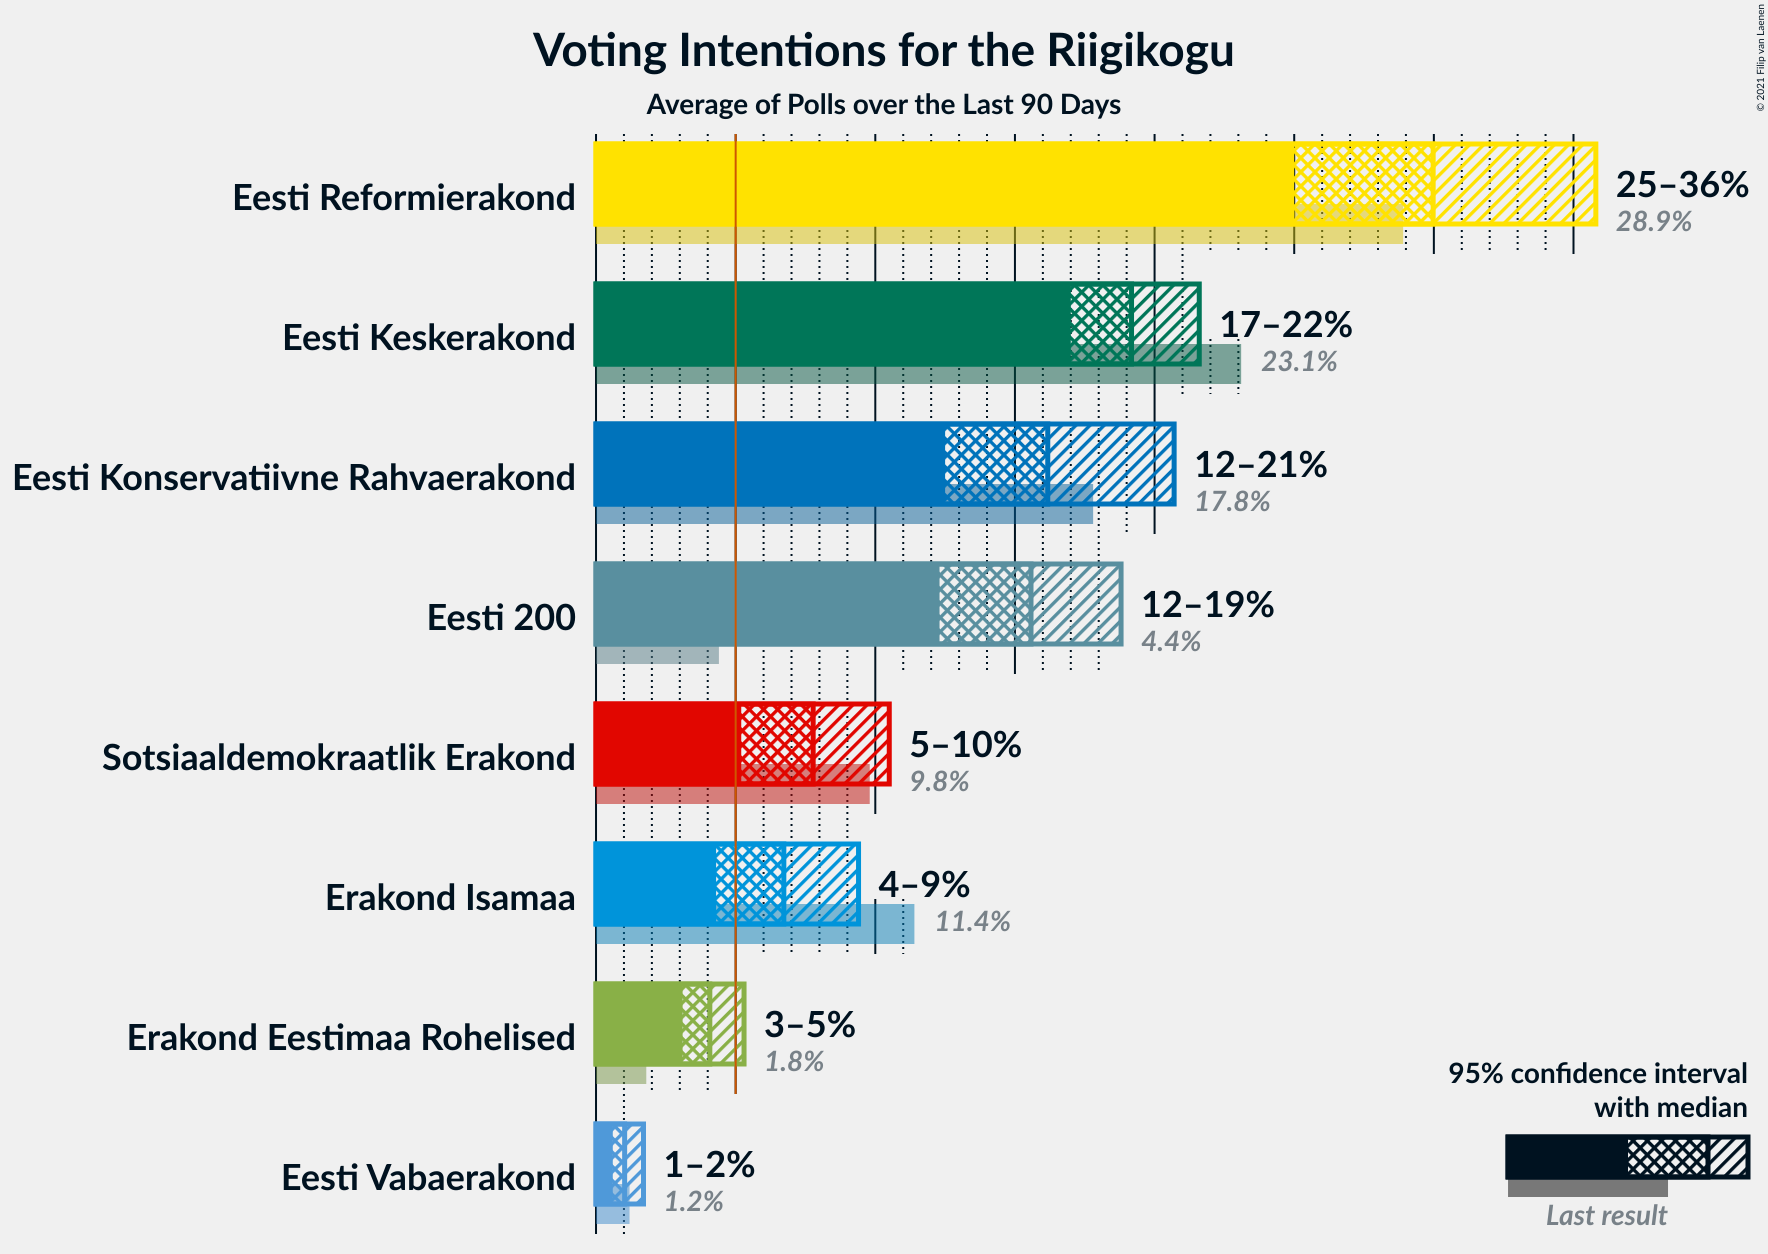 Voting Intentions for the Riigikogu
Average of Polls over the Last 90 Days
© 2021 Filip van Laenen
Eesti Reformierakond
25–36%
28.9%
Eesti Keskerakond
17–22%
23.1%
Eesti Konservatiivne Rahvaerakond
12–21%
17.8%
Eesti 200
12–19%
4.4%
Sotsiaaldemokraatlik Erakond
5–10%
9.8%
Erakond Isamaa
4–9%
11.4%
Erakond Eestimaa Rohelised
3–5%
1.8%
Eesti Vabaerakond
1–2%
1.2%
95% confidence interval
with median
Last result